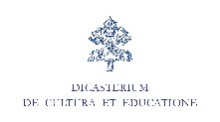 DICASTERIUM
DE CULTURA ET EDUCATIONE